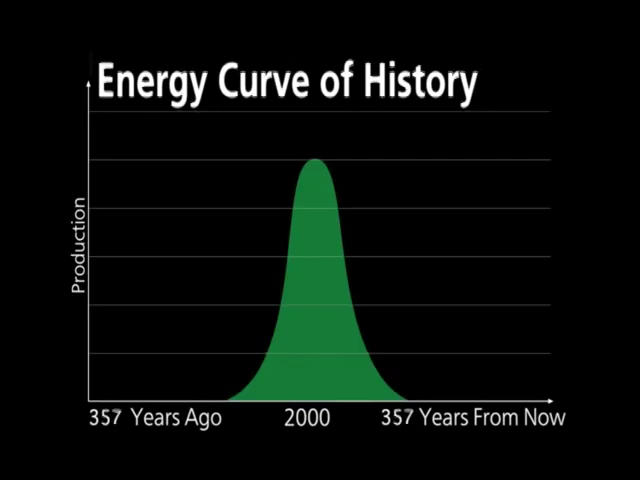 Energy Curve of History
Production
357 Years Ago
2000
357 Years From Now